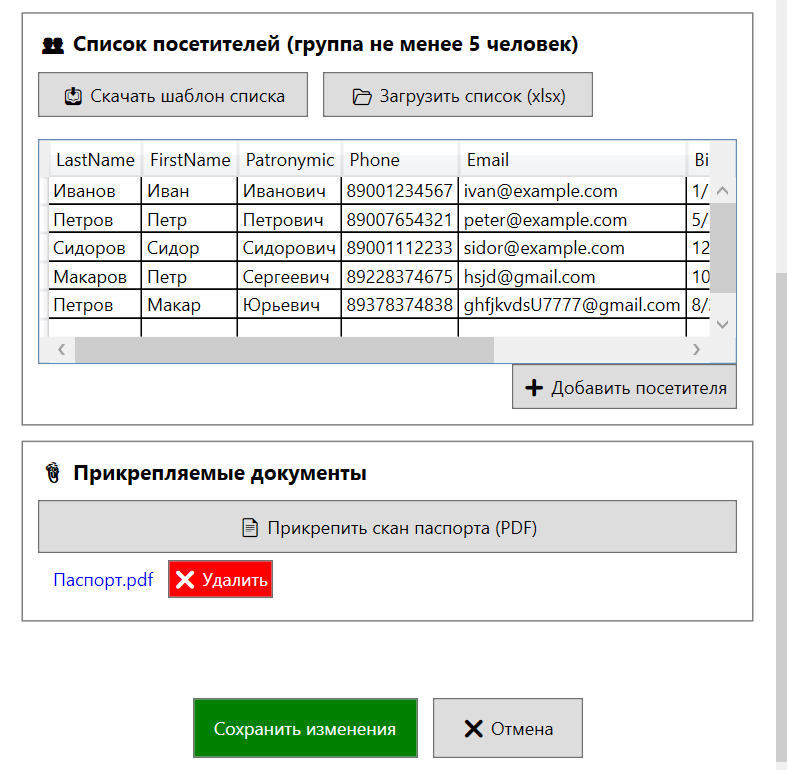 Список посетителей (группа не менее 5 человек)
Скачать шаблон списка Загрузить список (xlsx)
LastName FirstName Patronymic Phone Email Bi
Иванов Иван Иванович 89001234567 ivan@example.com 1/
Петров Петр Петрович 89007654321 peter@example.com 5/
Сидоров Сидор Сидорович 89001112233 sidor@example.com 12
Макаров Петр Сергеевич 89228374675 hsjd@gmail.com 10
Петров Макар Юрьевич 89378374838 ghfjkvdsU7777@gmail.com 8/
Добавить посетителя
Прикрепляемые документы
Прикрепить скан паспорта (PDF)
Паспорт.pdf Удалить
Сохранить изменения Отмена